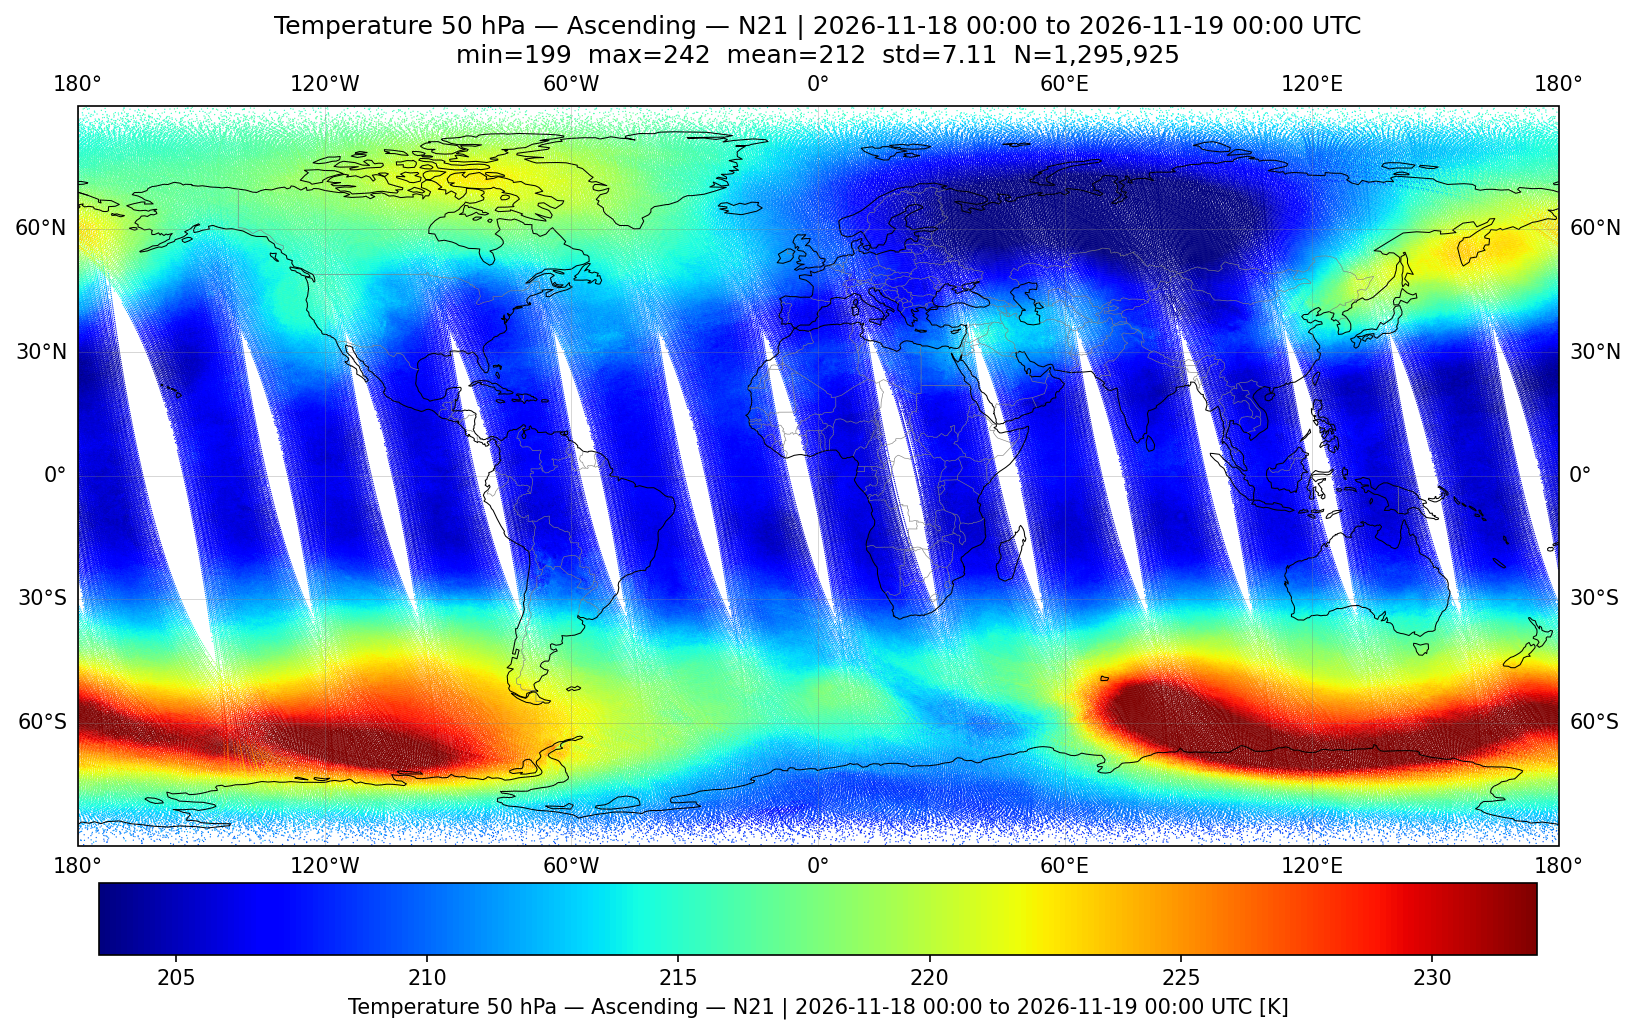 Temperature 50 hPa — Ascending — N21 | 2026-11-18 00:00 to 2026-11-19 00:00 UTC
min=199  max=242  mean=212  std=7.11  N=1,295,925
180° 120°W 60°W 0° 60°E 120°E 180°
60°N 60°N
30°N 30°N
0° 0°
30°S 30°S
60°S 60°S
180° 120°W 60°W 0° 60°E 120°E 180°
205 210 215 220 225 230
Temperature 50 hPa — Ascending — N21 | 2026-11-18 00:00 to 2026-11-19 00:00 UTC [K]